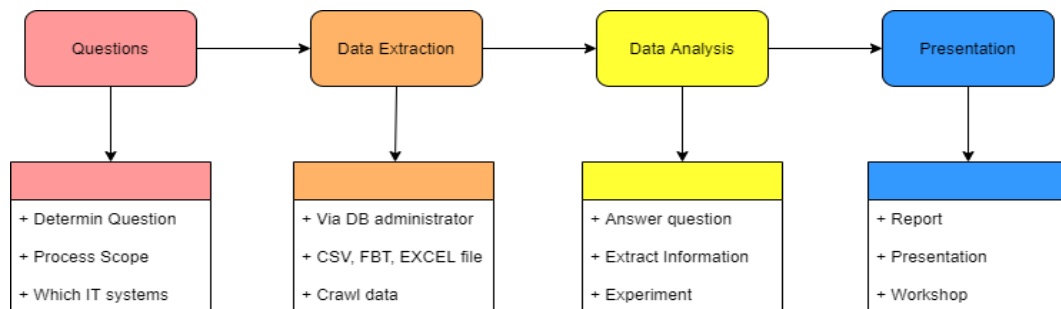 Questions
Data Extraction
Data Analysis
Presentation
+ Determin Question
+ Process Scope
+ Which IT systems
+ Via DB administrator
+ CSV, FBT, EXCEL file
+ Crawl data
+ Answer question
+ Extract Information
+ Experiment
+ Report
+ Presentation
+ Workshop